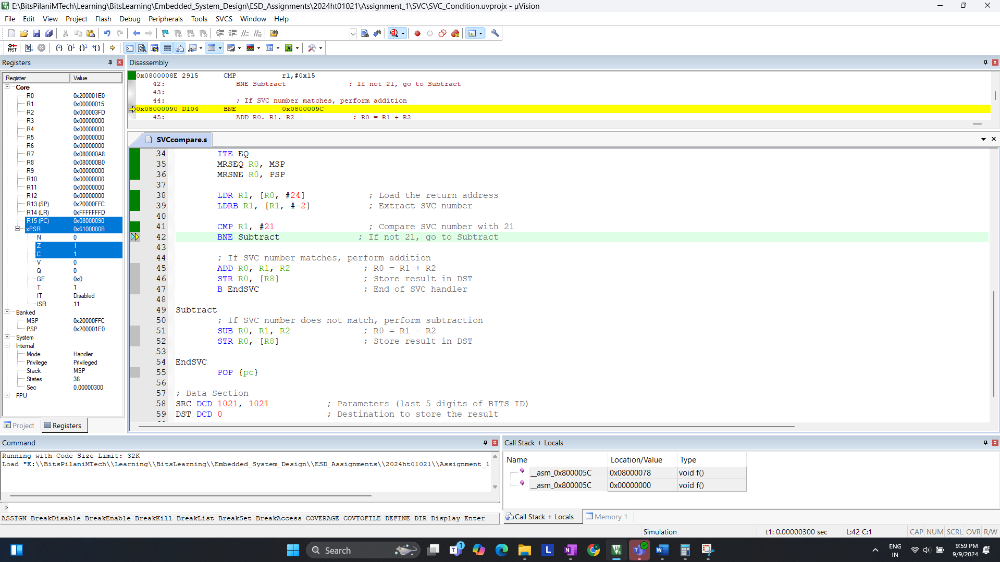 E:\BitsPilaniMTech\Learning\BitsLearning\Embedded_System_Design\ESD_Assignments\2024ht01021\Assignment_1\SVC\SVC_Condition.uvprojx - µVision
File Edit View Project Flash Debug Peripherals Tools SVCS Window Help
Registers
Register Value
Core
R0 0x200001E0
R1 0x00000015
R2 0x000003FD
R3 0x00000000
R4 0x00000000
R5 0x00000000
R6 0x00000000
R7 0x080000A8
R8 0x080000B0
R9 0x00000000
R10 0x00000000
R11 0x00000000
R12 0x00000000
R13 (SP) 0x20000FFC
R14 (LR) 0xFFFFFFFD
R15 (PC) 0x08000090
xPSR 0x6100000B
N 0
Z 1
C 1
V 0
Q 0
GE 0x0
T 1
IT Disabled
ISR 11
Banked
MSP 0x20000FFC
PSP 0x200001E0
System
Internal
Mode Handler
Privilege Privileged
Stack MSP
States 36
Sec 0.00000300
FPU
Project Registers
Disassembly
0x0800008E 2915 CMP r1,#0x15
42: BNE Subtract ; If not 21, go to Subtract
43:
44: ; If SVC number matches, perform addition
0x08000090 D104 BNE 0x0800009C
45: ADD R0, R1, R2 ; R0 = R1 + R2
SVCcompare.s
34 ITE EQ
35 MRSEQ R0, MSP
36 MRSNE R0, PSP
37
38 LDR R1, [R0, #24] ; Load the return address
39 LDRB R1, [R1, #-2] ; Extract SVC number
40
41 CMP R1, #21 ; Compare SVC number with 21
42 BNE Subtract ; If not 21, go to Subtract
43
44 ; If SVC number matches, perform addition
45 ADD R0, R1, R2 ; R0 = R1 + R2
46 STR R0, [R8] ; Store result in DST
47 B EndSVC ; End of SVC handler
48
49 Subtract
50 ; If SVC number does not match, perform subtraction
51 SUB R0, R1, R2 ; R0 = R1 - R2
52 STR R0, [R8] ; Store result in DST
53
54 EndSVC
55 POP {pc}
56
57 ; Data Section
58 SRC DCD 1021, 1021 ; Parameters (last 5 digits of BITS ID)
59 DST DCD 0 ; Destination to store the result
Command
Running with Code Size Limit: 32K
Load "E:\\BitsPilaniMTech\\Learning\\BitsLearning\\Embedded_System_Design\\ESD_Assignments\\2024ht01021\\Assignment_1
>
ASSIGN BreakDisable BreakEnable BreakKill BreakList BreakSet BreakAccess COVERAGE COVTOFILE DEFINE DIR Display Enter
Call Stack + Locals
Name Location/Value Type
__asm_0x800005C 0x08000078 void f()
__asm_0x800005C 0x00000000 void f()
Call Stack + Locals Memory 1
Simulation t1: 0.00000300 sec L:42 C:1 CAP NUM SCRL OVR R/W
Search
1
ENG
IN
9:59 PM
9/9/2024